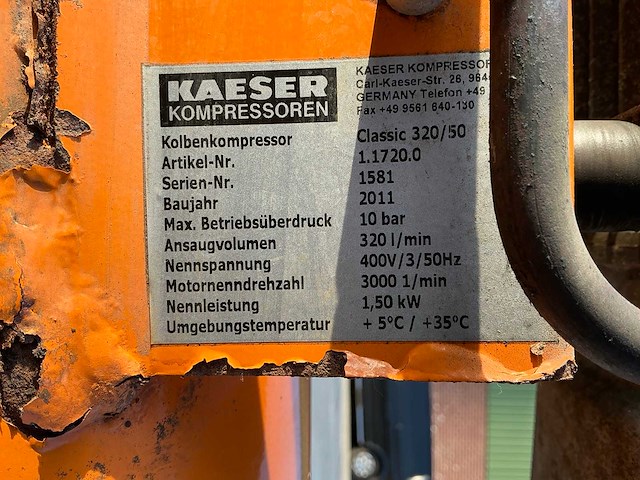 KAESER
KOMPRESSOREN
KAESER KOMPRESSOR
Carl-Kaeser-Str. 26, 964
GERMANY Telefon +49
Fax +49 9561 640-130
Kolbenkompressor Classic 320/50
Artikel-Nr. 1.1720.0
Serien-Nr. 1581
Baujahr 2011
Max. Betriebsüberdruck 10 bar
Ansaugvolumen 320 l/min
Nennspannung 400V/3/50Hz
Motornenndrehzahl 3000 1/min
Nennleistung 1,50 kW
Umgebungstemperatur + 5°C / +35°C